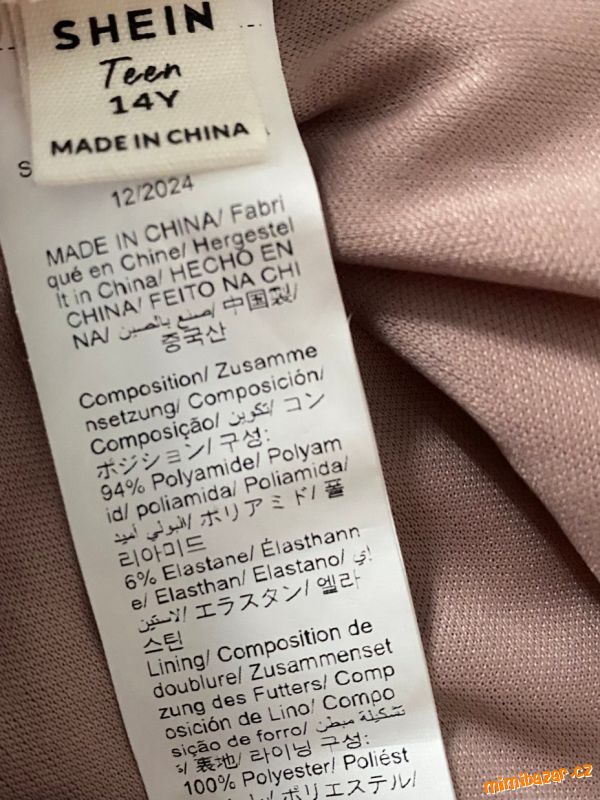 SHEIN
Teen
14Y
MADE IN CHINA
S
12/2024
MADE IN CHINA/ Fabri
qué en Chine/ Hergestel
lt in China/ HECHO EN
CHINA/ FEITO NA CHI
NA/ صنع بالصين/ 中国製/
중국산
Composition/ Zusamme
nsetzung/ Composición/
Composição/ تكوين/ コン
ポジション/ 구성:
94% Polyamide/ Polyam
id/ poliamida/ Poliamida/
البولي أميد/ ポリアミド/ 폴
리아미드
6% Elastane/ Élasthann
e/ Elasthan/ Elastano/ إي
لاستين/ エラスタン/ 엘라
스틴
Lining/ Composition de
doublure/ Zusammenset
zung des Futters/ Comp
osición de Lino/ Compo
sição de forro/ تشكيلة مبطن
/ 裏地/ 라이닝 구성:
100% Polyester/ Poliést
ポリエステル/
mimibazar.cz